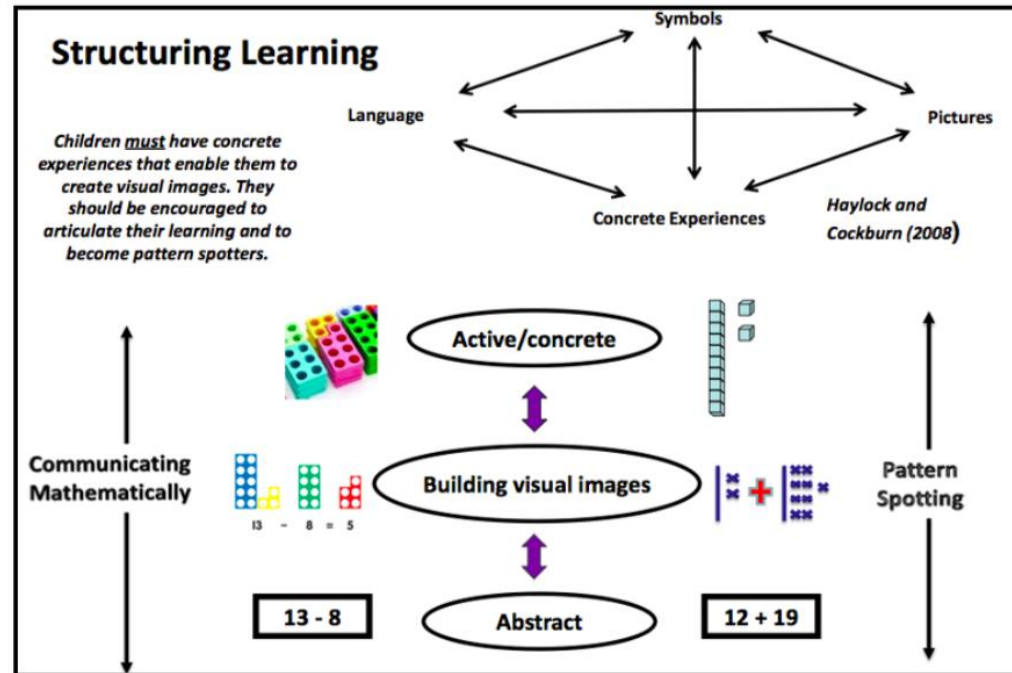 Structuring Learning
Symbols
Language
Pictures
Concrete Experiences
Children must have concrete
experiences that enable them to
create visual images. They
should be encouraged to
articulate their learning and to
become pattern spotters.
Haylock and
Cockburn (2008)
Active/concrete
Communicating
Mathematically
Building visual images
Pattern
Spotting
13 - 8 = 5
+
13 - 8
Abstract
12 + 19